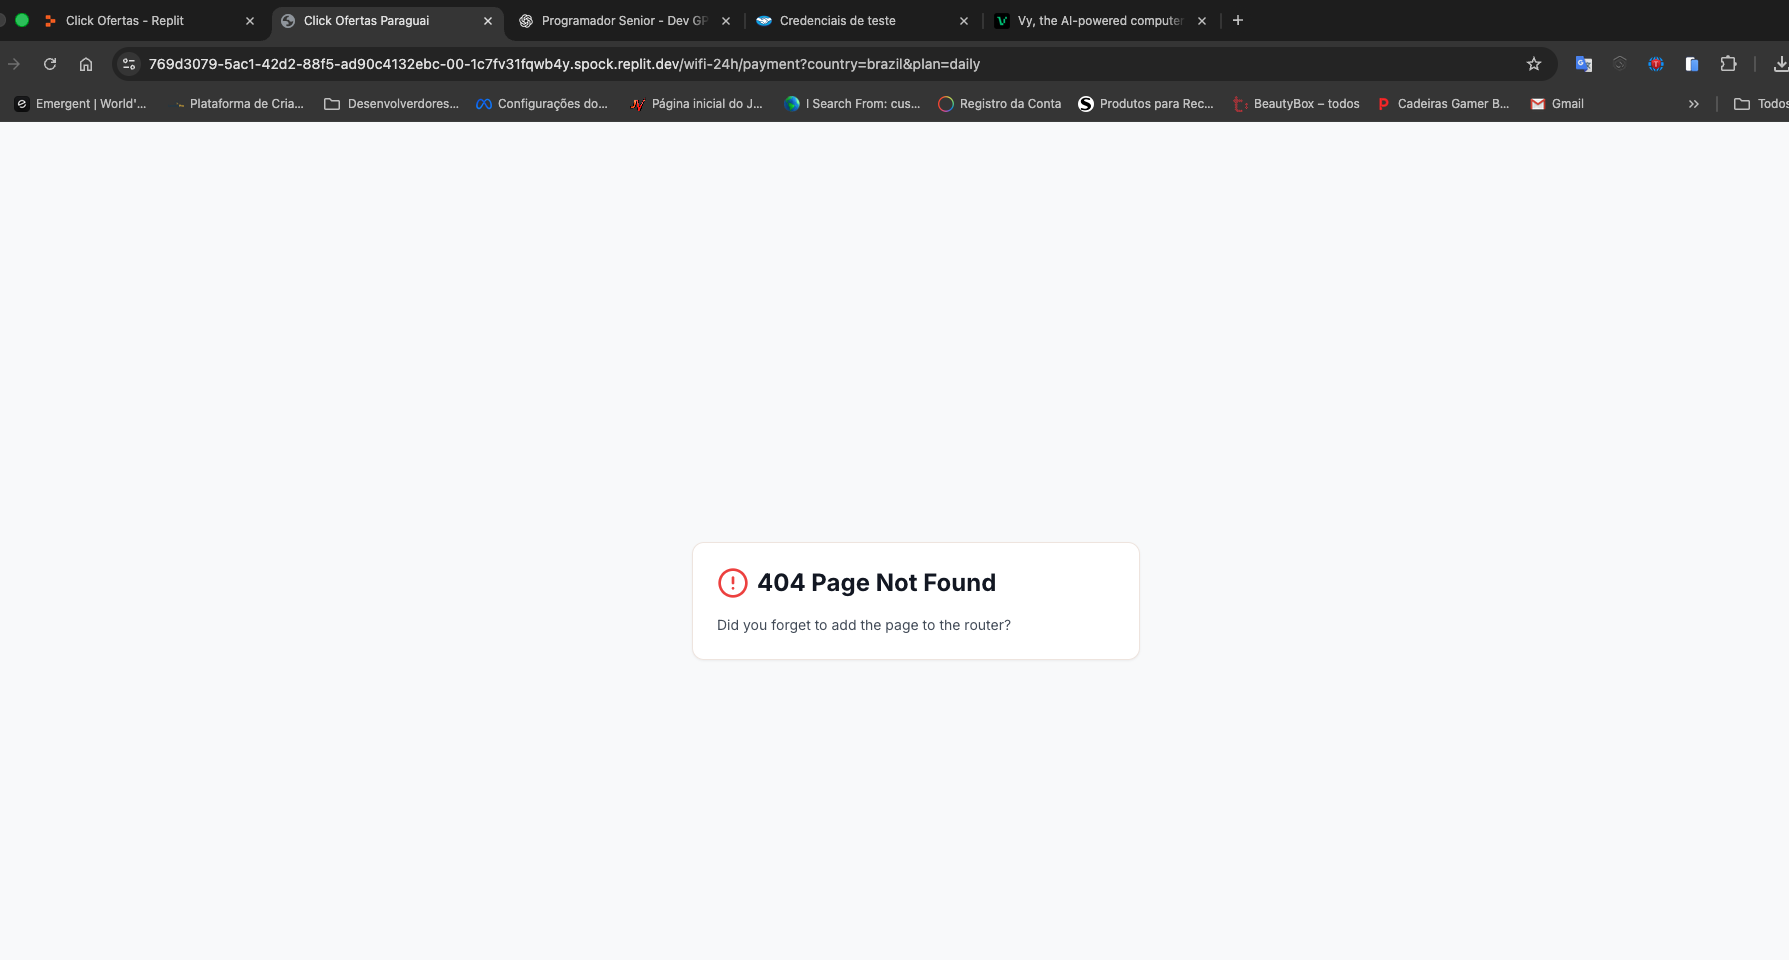 Click Ofertas - Replit
Click Ofertas Paraguai
Programador Senior - Dev GP
Credenciais de teste
Vy, the AI-powered computer
769d3079-5ac1-42d2-88f5-ad90c4132ebc-00-1c7fv31fqwb4y.spock.replit.dev/wifi-24h/payment?country=brazil&plan=daily
Emergent | World'...
Plataforma de Cria...
Desenvolverdores...
Configurações do...
Página inicial do J...
I Search From: cus...
Registro da Conta
Produtos para Rec...
BeautyBox – todos
Cadeiras Gamer B...
Gmail
Todos
404 Page Not Found
Did you forget to add the page to the router?